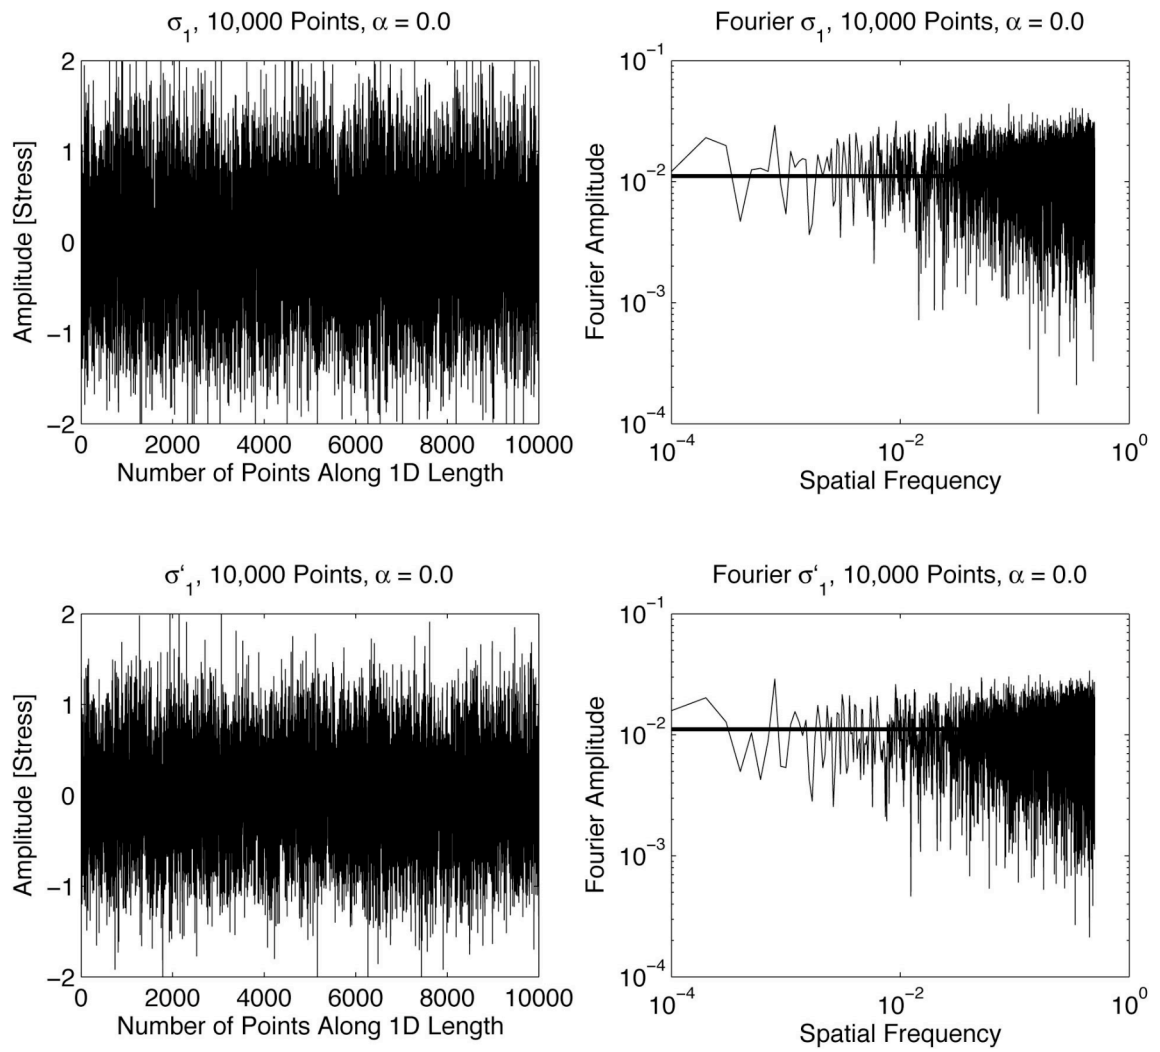 σ₁, 10,000 Points, α = 0.0
Amplitude [Stress]
2
1
0
−1
−2
0 2000 4000 6000 8000 10000
Number of Points Along 1D Length
Fourier σ₁, 10,000 Points, α = 0.0
Fourier Amplitude
10⁻¹
10⁻²
10⁻³
10⁻⁴
10⁻⁴ 10⁻² 10⁰
Spatial Frequency
σ‘₁, 10,000 Points, α = 0.0
Amplitude [Stress]
2
1
0
−1
−2
0 2000 4000 6000 8000 10000
Number of Points Along 1D Length
Fourier σ‘₁, 10,000 Points, α = 0.0
Fourier Amplitude
10⁻¹
10⁻²
10⁻³
10⁻⁴
10⁻⁴ 10⁻² 10⁰
Spatial Frequency